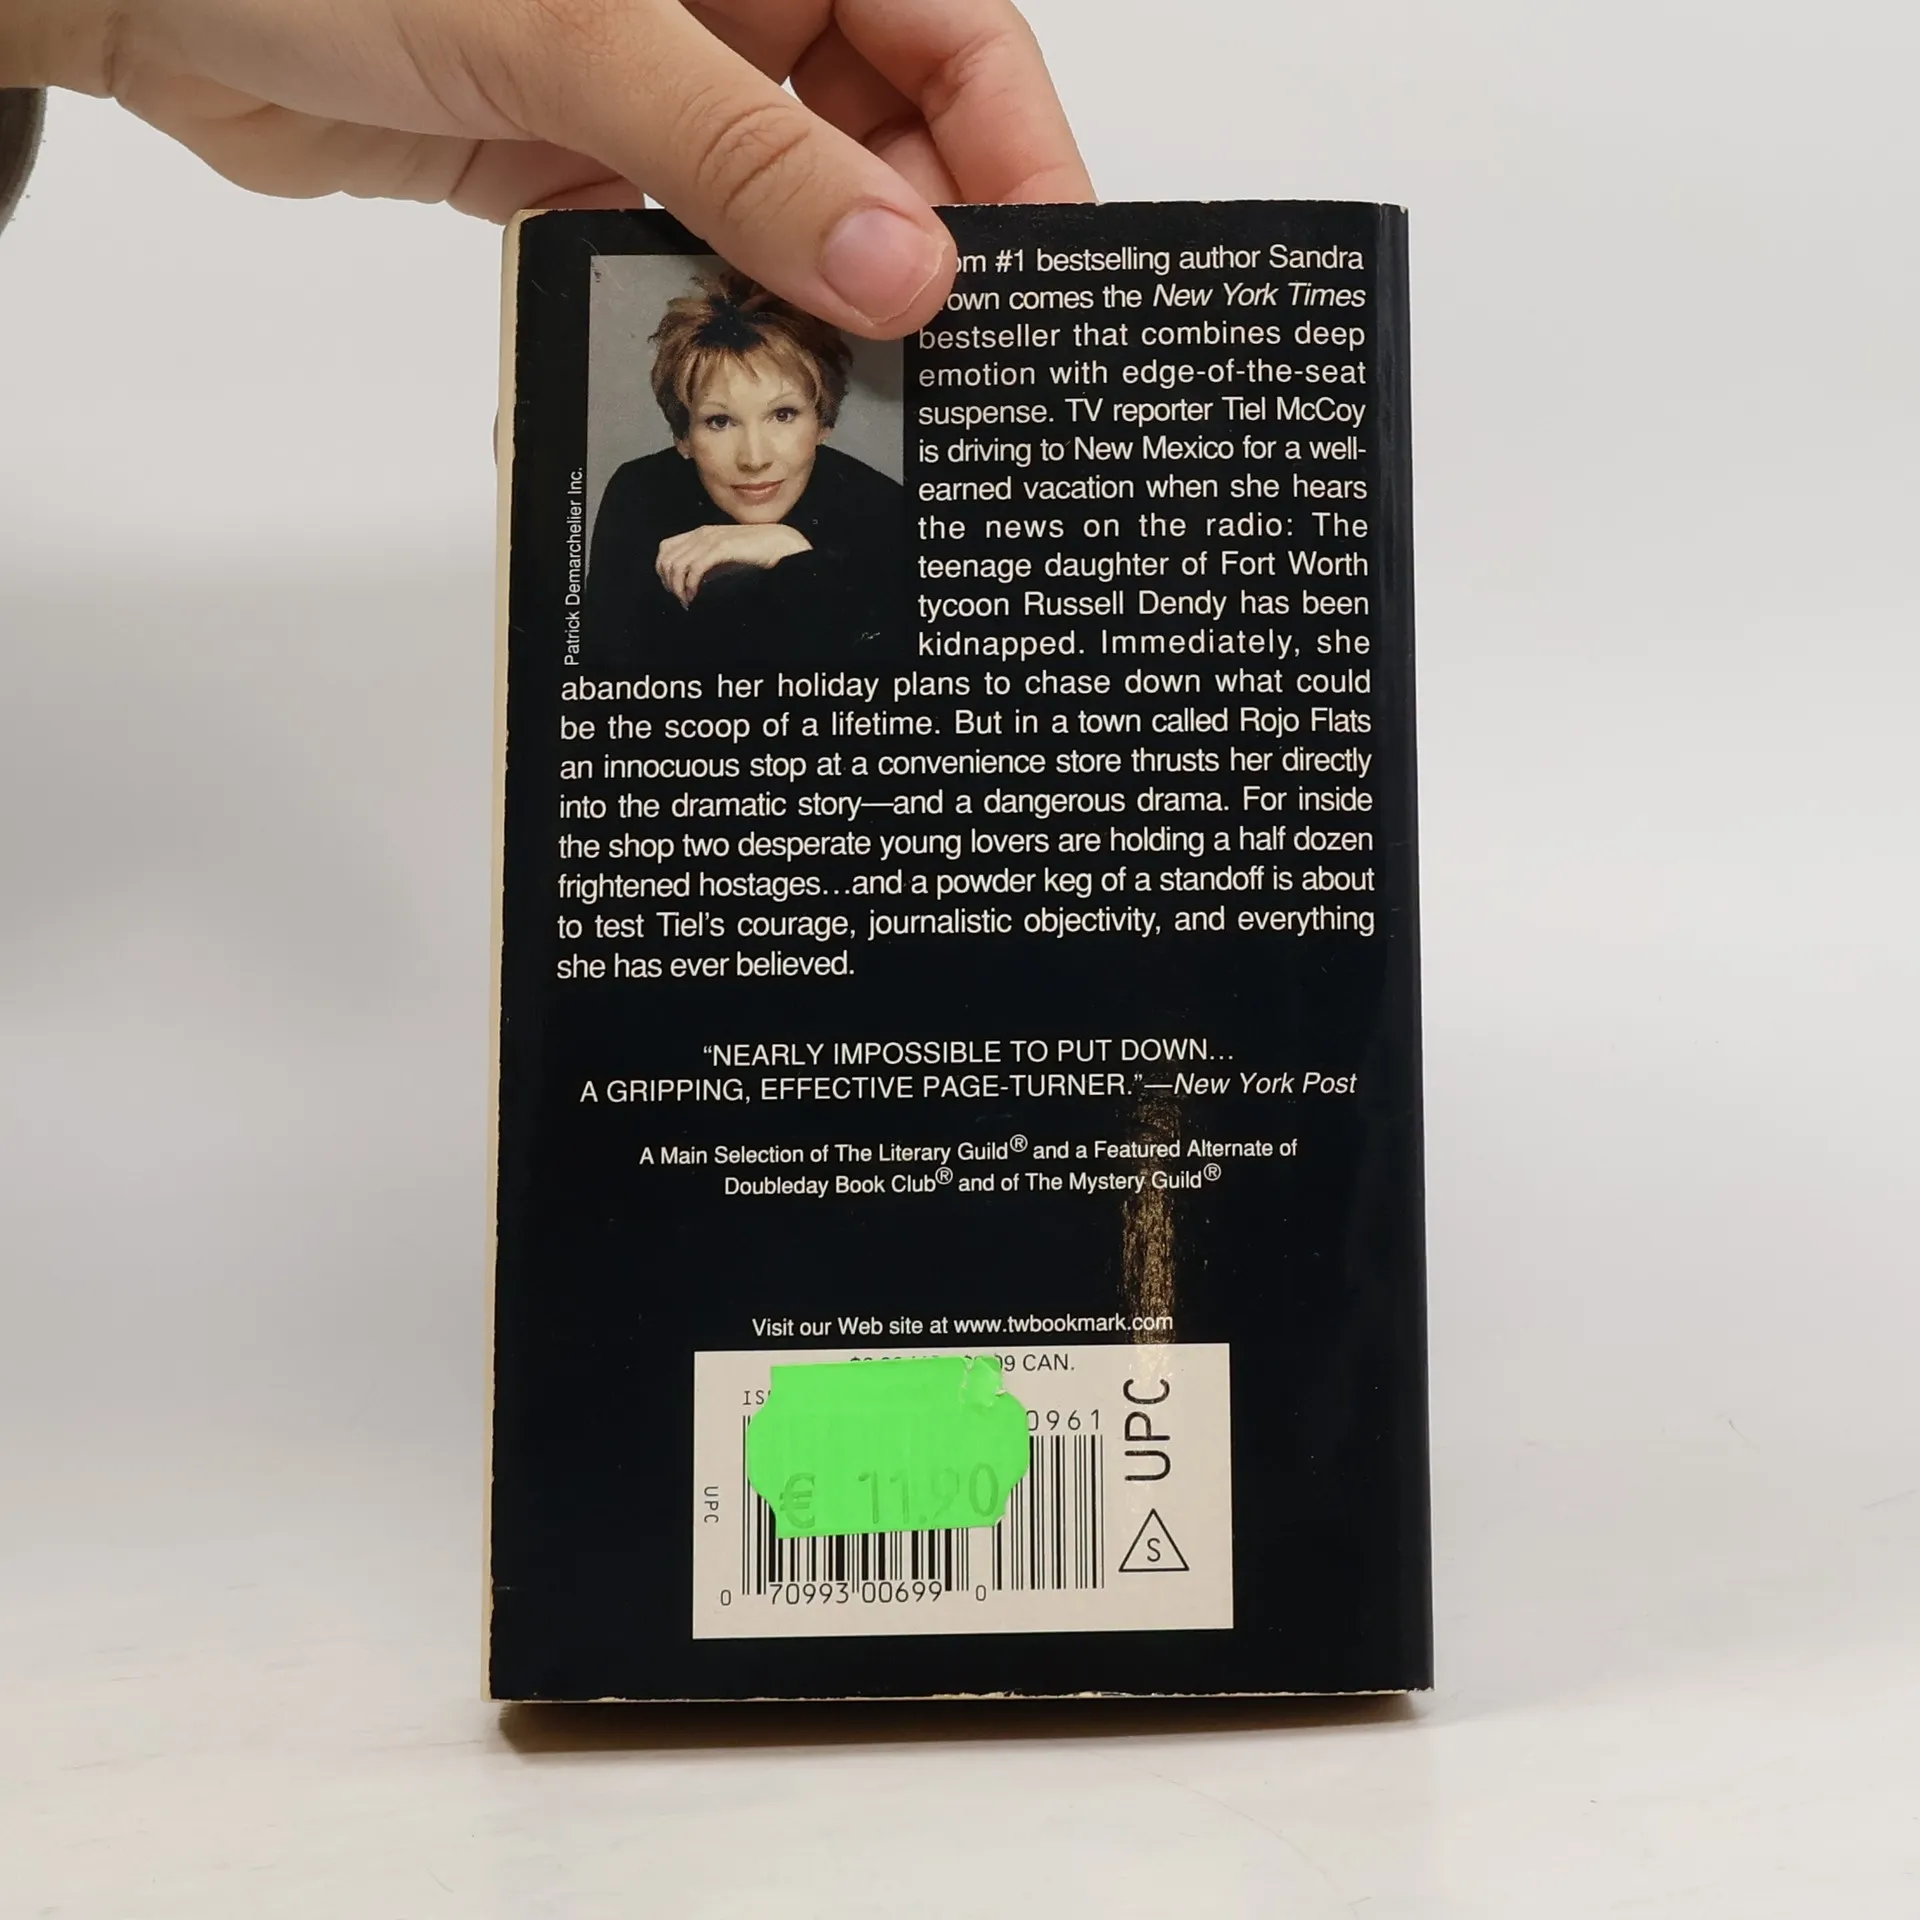 #1 bestselling author Sandra
comes the New York Times
bestseller that combines deep
emotion with edge-of-the-seat
suspense. TV reporter Tiel McCoy
is driving to New Mexico for a well-
earned vacation when she hears
the news on the radio: The
teenage daughter of Fort Worth
tycoon Russell Dendy has been
kidnapped. Immediately, she
abandons her holiday plans to chase down what could
be the scoop of a lifetime. But in a town called Rojo Flats
an innocuous stop at a convenience store thrusts her directly
into the dramatic story—and a dangerous drama. For inside
the shop two desperate young lovers are holding a half dozen
frightened hostages...and a powder keg of a standoff is about
to test Tiel's courage, journalistic objectivity, and everything
she has ever believed.
Patrick Demarchelier Inc.
“NEARLY IMPOSSIBLE TO PUT DOWN...
A GRIPPING, EFFECTIVE PAGE-TURNER.”—New York Post
A Main Selection of The Literary Guild® and a Featured Alternate of
Doubleday Book Club® and of The Mystery Guild®
Visit our Web site at www.twbookmark.com
CAN.
0961
€ 11.90
UPC
UPC
S
0 70993 00699 0